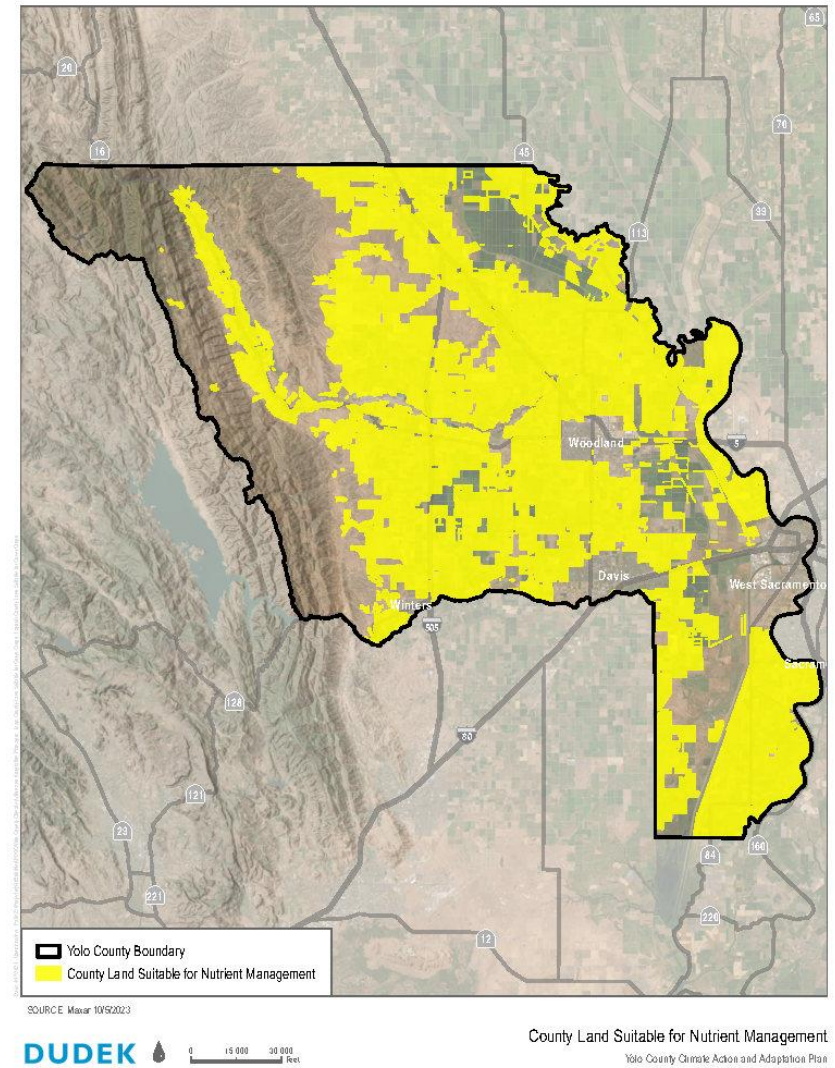 65
20
70
16
45
99
113
Woodland
5
Davis
West Sacramento
Winters
505
Sacram
128
80
121
29
84
160
221
220
12
Yolo County Boundary
County Land Suitable for Nutrient Management
SOURCE: Maxar 10/5/2023
County Land Suitable for Nutrient Management
DUDEK
0 15,000 30,000
Feet
Yolo County Climate Action and Adaptation Plan